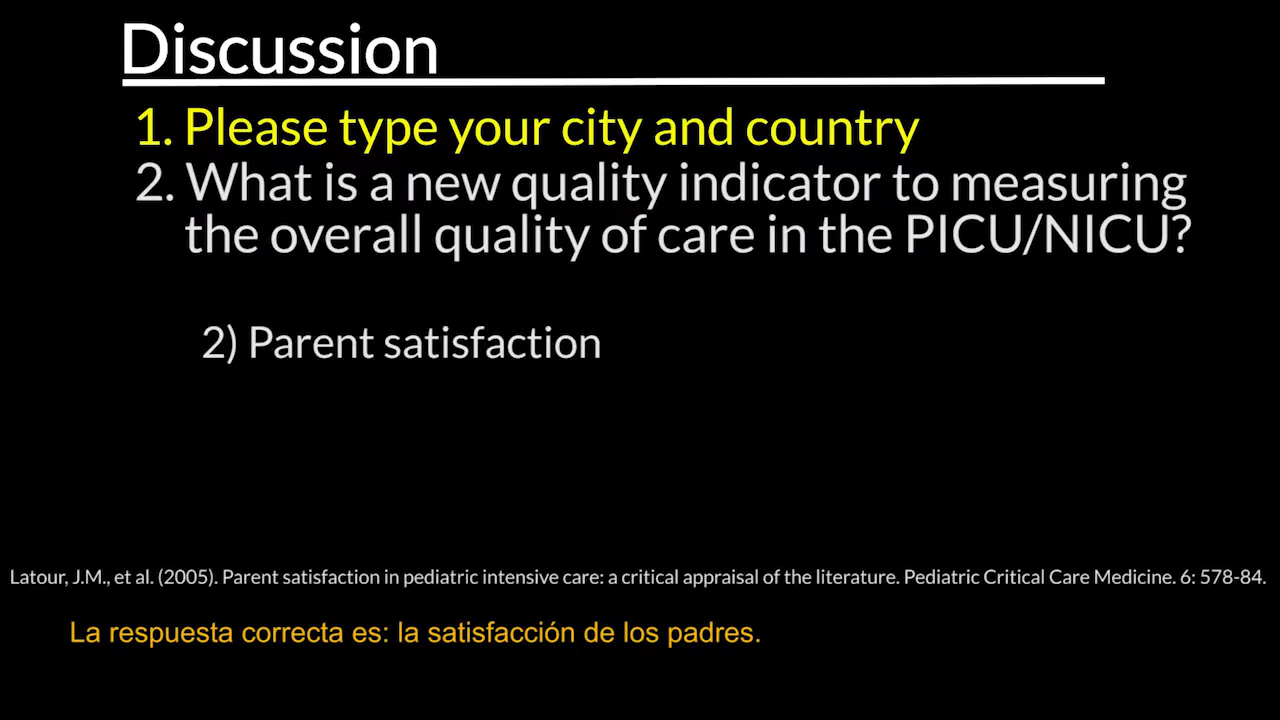 Discussion
1. Please type your city and country
2. What is a new quality indicator to measuring
the overall quality of care in the PICU/NICU?
2) Parent satisfaction
Latour, J.M., et al. (2005). Parent satisfaction in pediatric intensive care: a critical appraisal of the literature. Pediatric Critical Care Medicine. 6: 578-84.
La respuesta correcta es: la satisfacción de los padres.